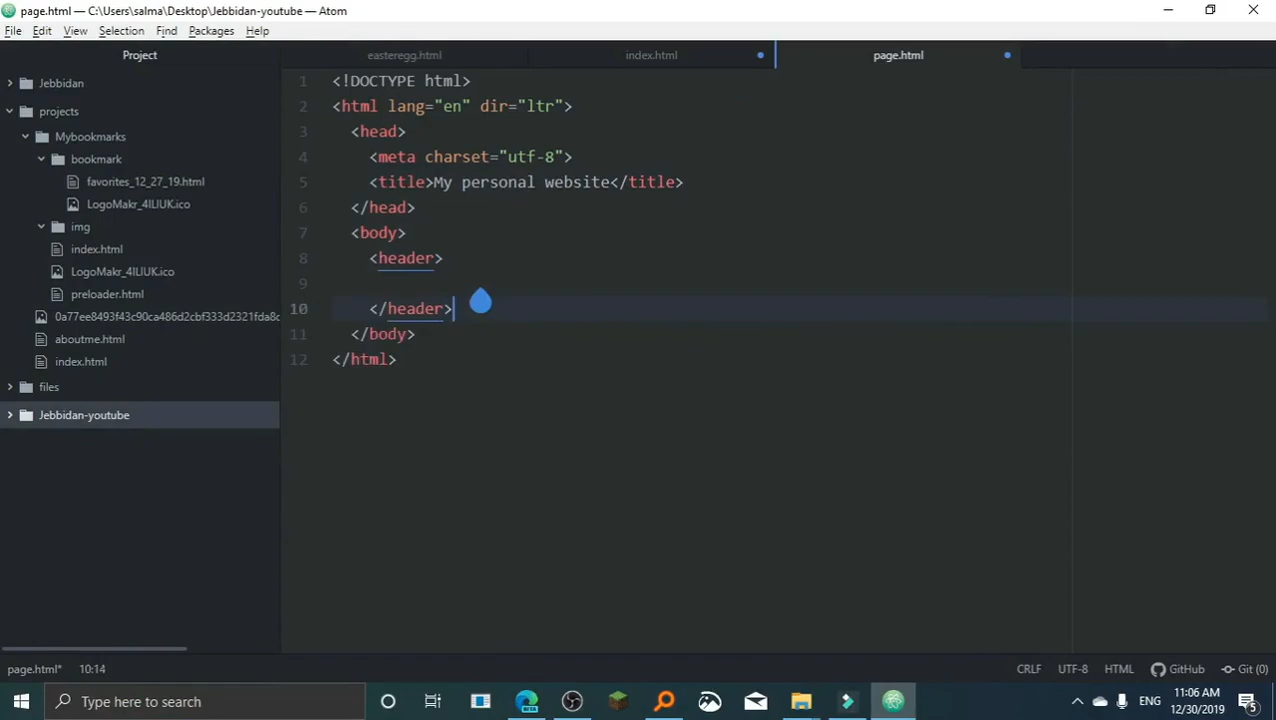 page.html — C:\Users\salma\Desktop\Jebbidan-youtube — Atom
File Edit View Selection Find Packages Help
Project
easteregg.html index.html page.html
Jebbidan
projects
Mybookmarks
bookmark
favorites_12_27_19.html
LogoMakr_4ILIUK.ico
img
index.html
LogoMakr_4ILIUK.ico
preloader.html
0a77ee8493f43c90ca486d2cbf333d2321fda8c
aboutme.html
index.html
files
Jebbidan-youtube
1 <!DOCTYPE html>
2 <html lang="en" dir="ltr">
3 <head>
4 <meta charset="utf-8">
5 <title>My personal website</title>
6 </head>
7 <body>
8 <header>
9
10 </header>
11 </body>
12 </html>
page.html* 10:14 CRLF UTF-8 HTML GitHub Git (0)
Type here to search
ENG
11:06 AM
12/30/2019
5